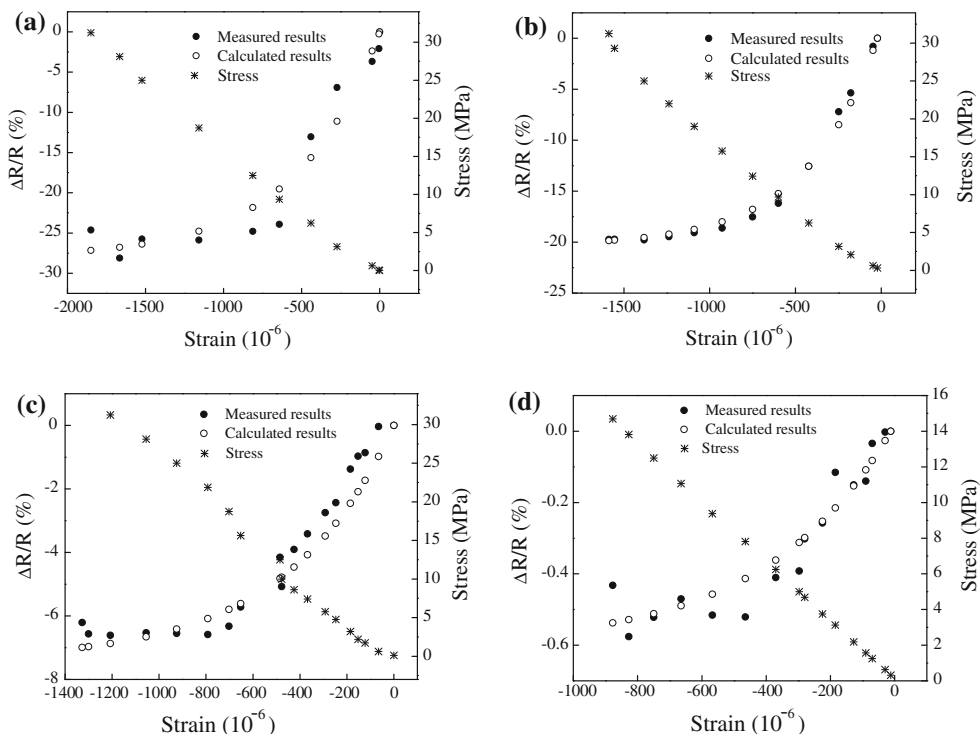 (a)
Measured results
Calculated results
Stress
0
-5
-10
-15
-20
-25
-30
ΔR/R (%)
30
25
20
15
10
5
0
Stress (MPa)
-2000 -1500 -1000 -500 0
Strain (10⁻⁶)
(b)
Measured results
Calculated results
Stress
0
-5
-10
-15
-20
-25
ΔR/R (%)
30
25
20
15
10
5
0
Stress (MPa)
-1500 -1000 -500 0
Strain (10⁻⁶)
(c)
Measured results
Calculated results
Stress
0
-2
-4
-6
-8
ΔR/R (%)
30
25
20
15
10
5
0
Stress (MPa)
-1400 -1200 -1000 -800 -600 -400 -200 0
Strain (10⁻⁶)
(d)
Measured results
Calculated results
Stress
0.0
-0.2
-0.4
-0.6
ΔR/R (%)
16
14
12
10
8
6
4
2
0
Stress (MPa)
-1000 -800 -600 -400 -200 0
Strain (10⁻⁶)